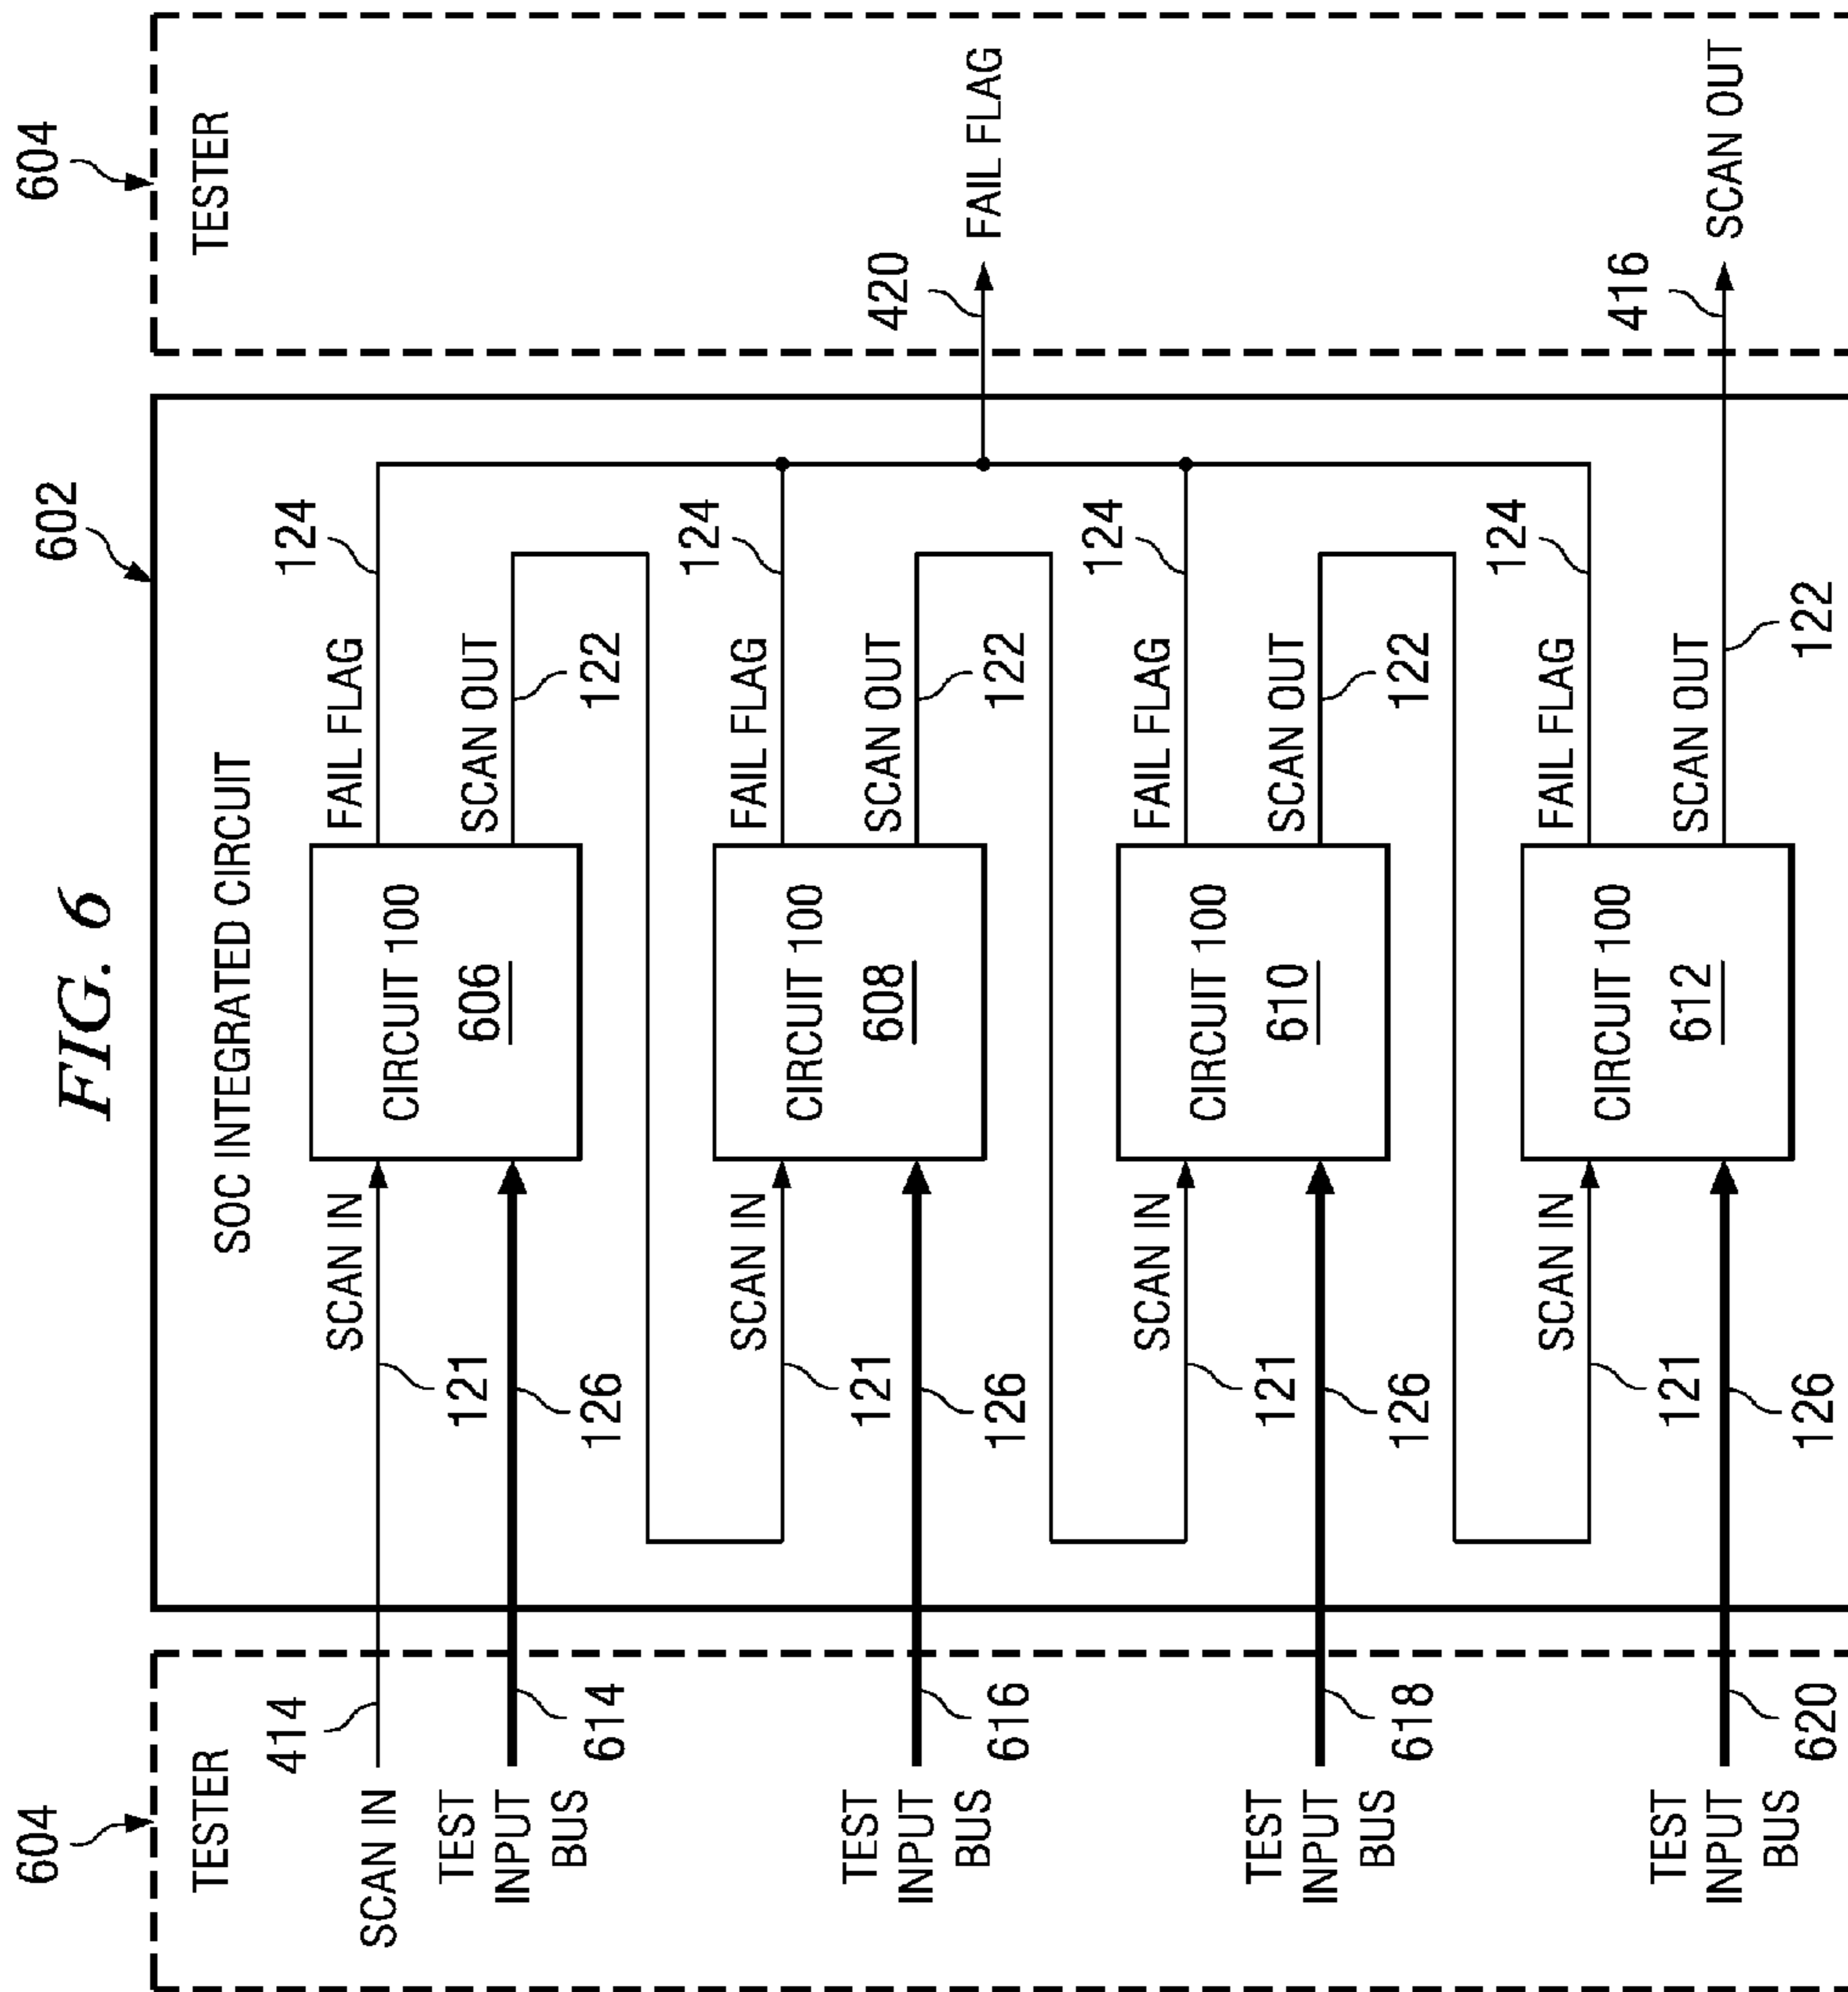 FIG. 6
604
TESTER
602
SOC INTEGRATED CIRCUIT
604
TESTER
414
SCAN IN
SCAN IN
121
CIRCUIT 100
606
FAIL FLAG
124
TEST
INPUT
BUS
614
126
SCAN OUT
122
SCAN IN
121
CIRCUIT 100
608
FAIL FLAG
124
TEST
INPUT
BUS
616
126
SCAN OUT
122
420
FAIL FLAG
SCAN IN
121
CIRCUIT 100
610
FAIL FLAG
124
TEST
INPUT
BUS
618
126
SCAN OUT
122
SCAN IN
121
CIRCUIT 100
612
FAIL FLAG
124
TEST
INPUT
BUS
620
126
SCAN OUT
122
416
SCAN OUT